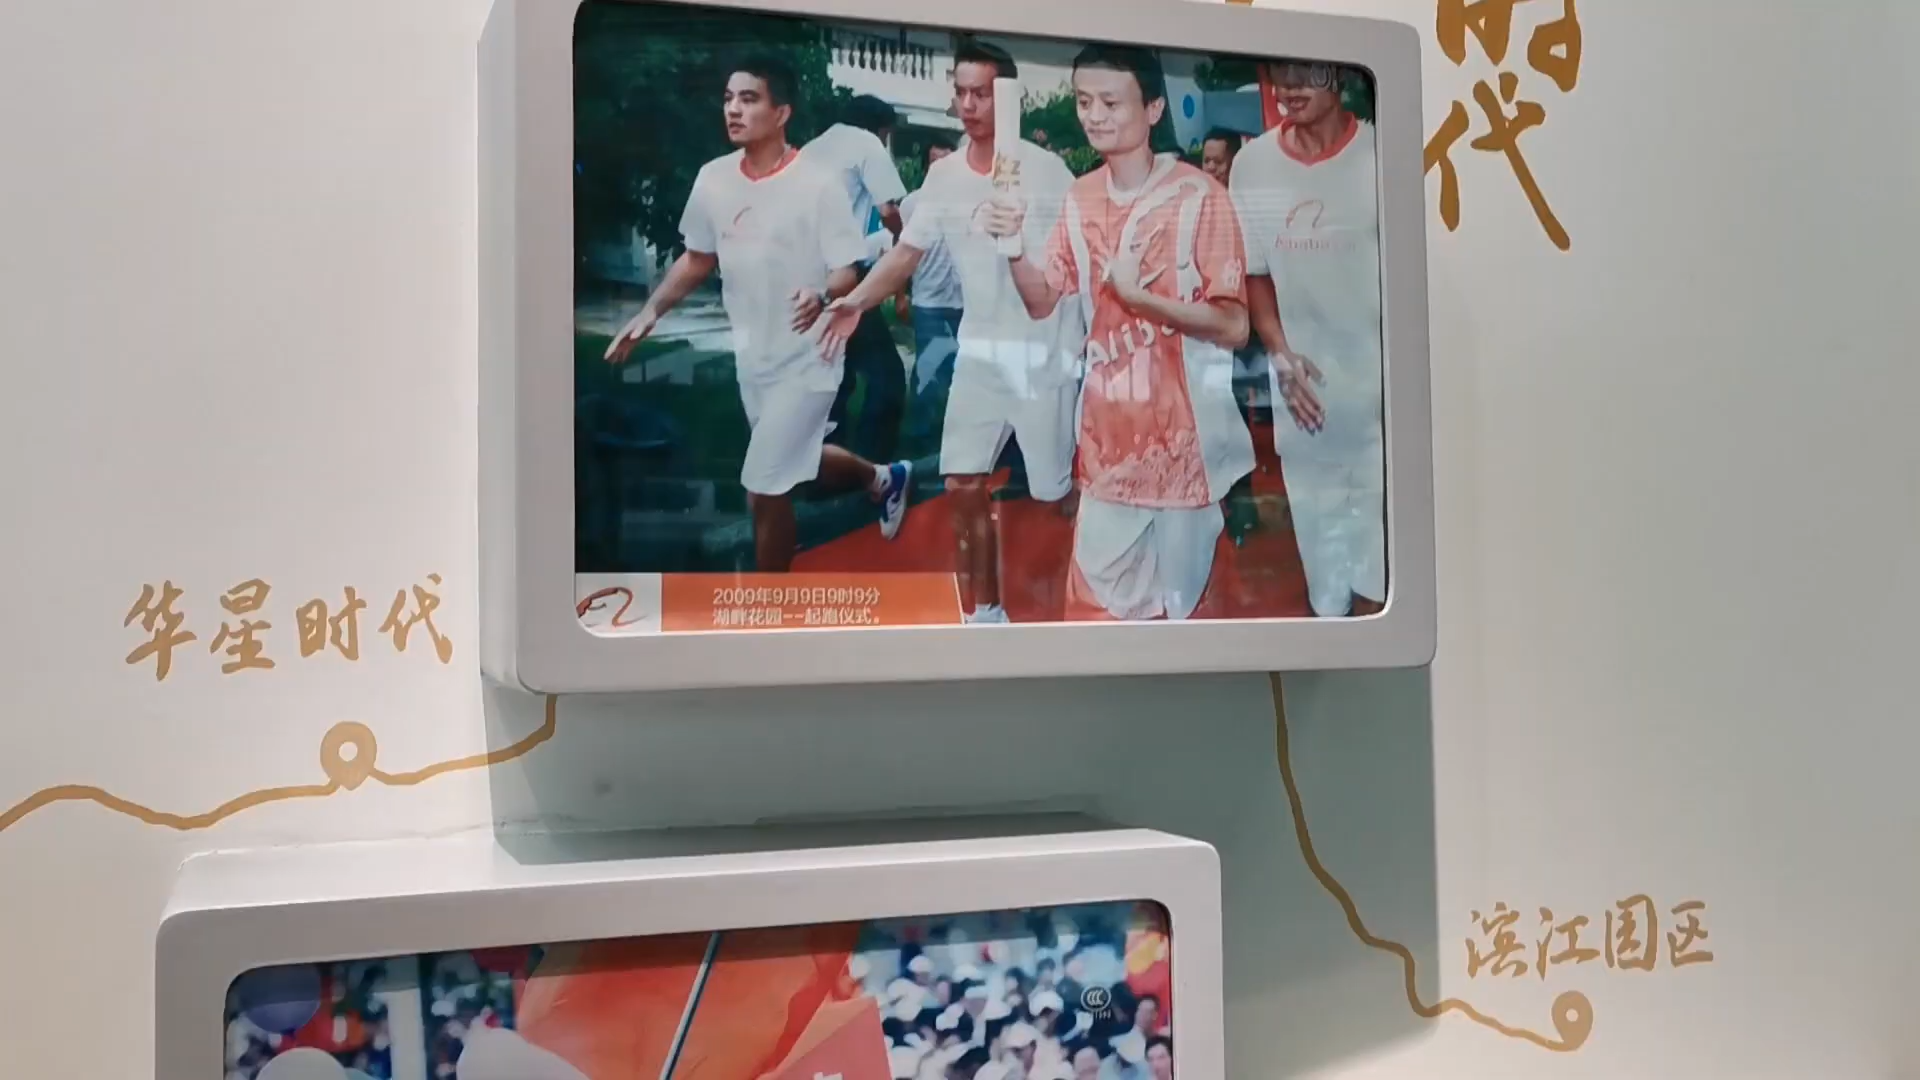 时
代
Alibaba
2009年9月9日9时9分
湖畔花园--起跑仪式。
华星时代
滨江园区